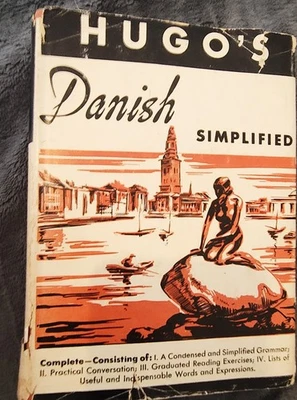 HUGO'S
Danish
SIMPLIFIED
Complete—Consisting of: I. A Condensed and Simplified Grammar;
II. Practical Conversation; III. Graduated Reading Exercises; IV. Lists of
Useful and Indispensable Words and Expressions.